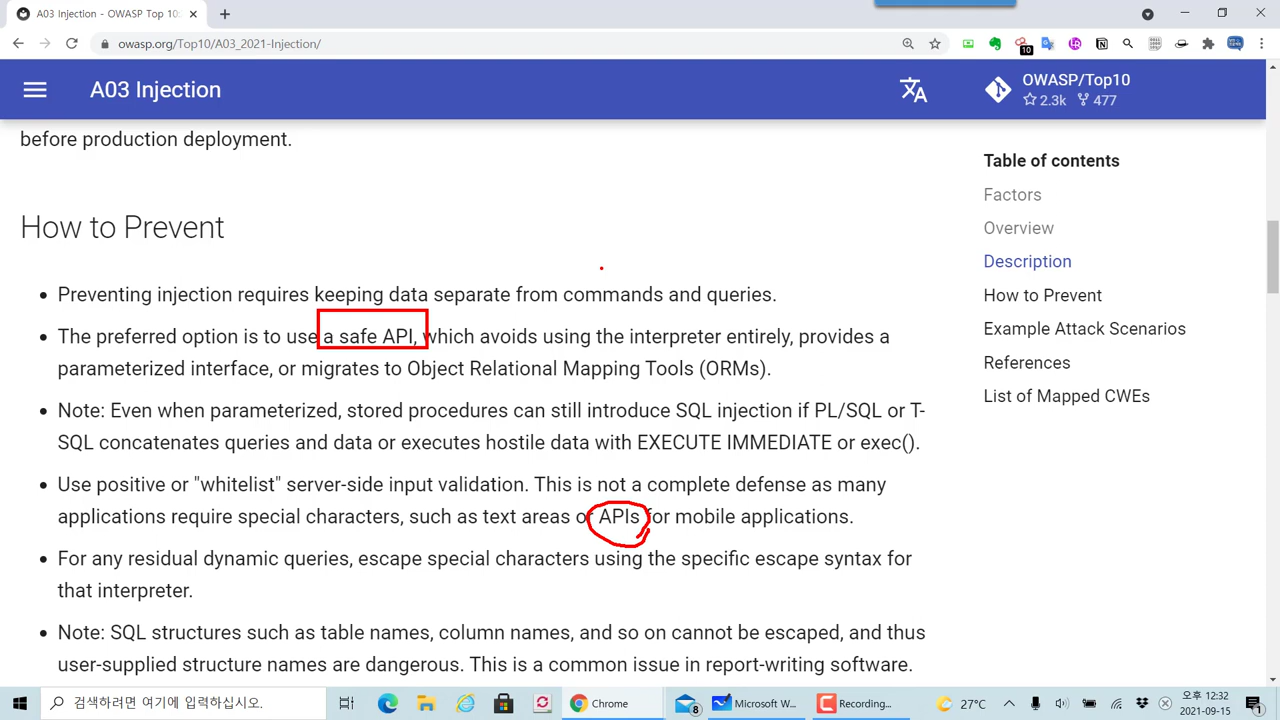 A03 Injection - OWASP Top 10:
owasp.org/Top10/A03_2021-Injection/
10
A03 Injection
OWASP/Top10
2.3k 477
before production deployment.
Table of contents
Factors
Overview
Description
How to Prevent
Example Attack Scenarios
References
List of Mapped CWEs
How to Prevent
Preventing injection requires keeping data separate from commands and queries.
The preferred option is to use a safe API, which avoids using the interpreter entirely, provides a
parameterized interface, or migrates to Object Relational Mapping Tools (ORMs).
Note: Even when parameterized, stored procedures can still introduce SQL injection if PL/SQL or T-
SQL concatenates queries and data or executes hostile data with EXECUTE IMMEDIATE or exec().
Use positive or "whitelist" server-side input validation. This is not a complete defense as many
applications require special characters, such as text areas or APIs for mobile applications.
For any residual dynamic queries, escape special characters using the specific escape syntax for
that interpreter.
Note: SQL structures such as table names, column names, and so on cannot be escaped, and thus
user-supplied structure names are dangerous. This is a common issue in report-writing software.
검색하려면 여기에 입력하십시오.
Chrome
8
Microsoft W...
Recording...
27°C
오후 12:32
2021-09-15
1